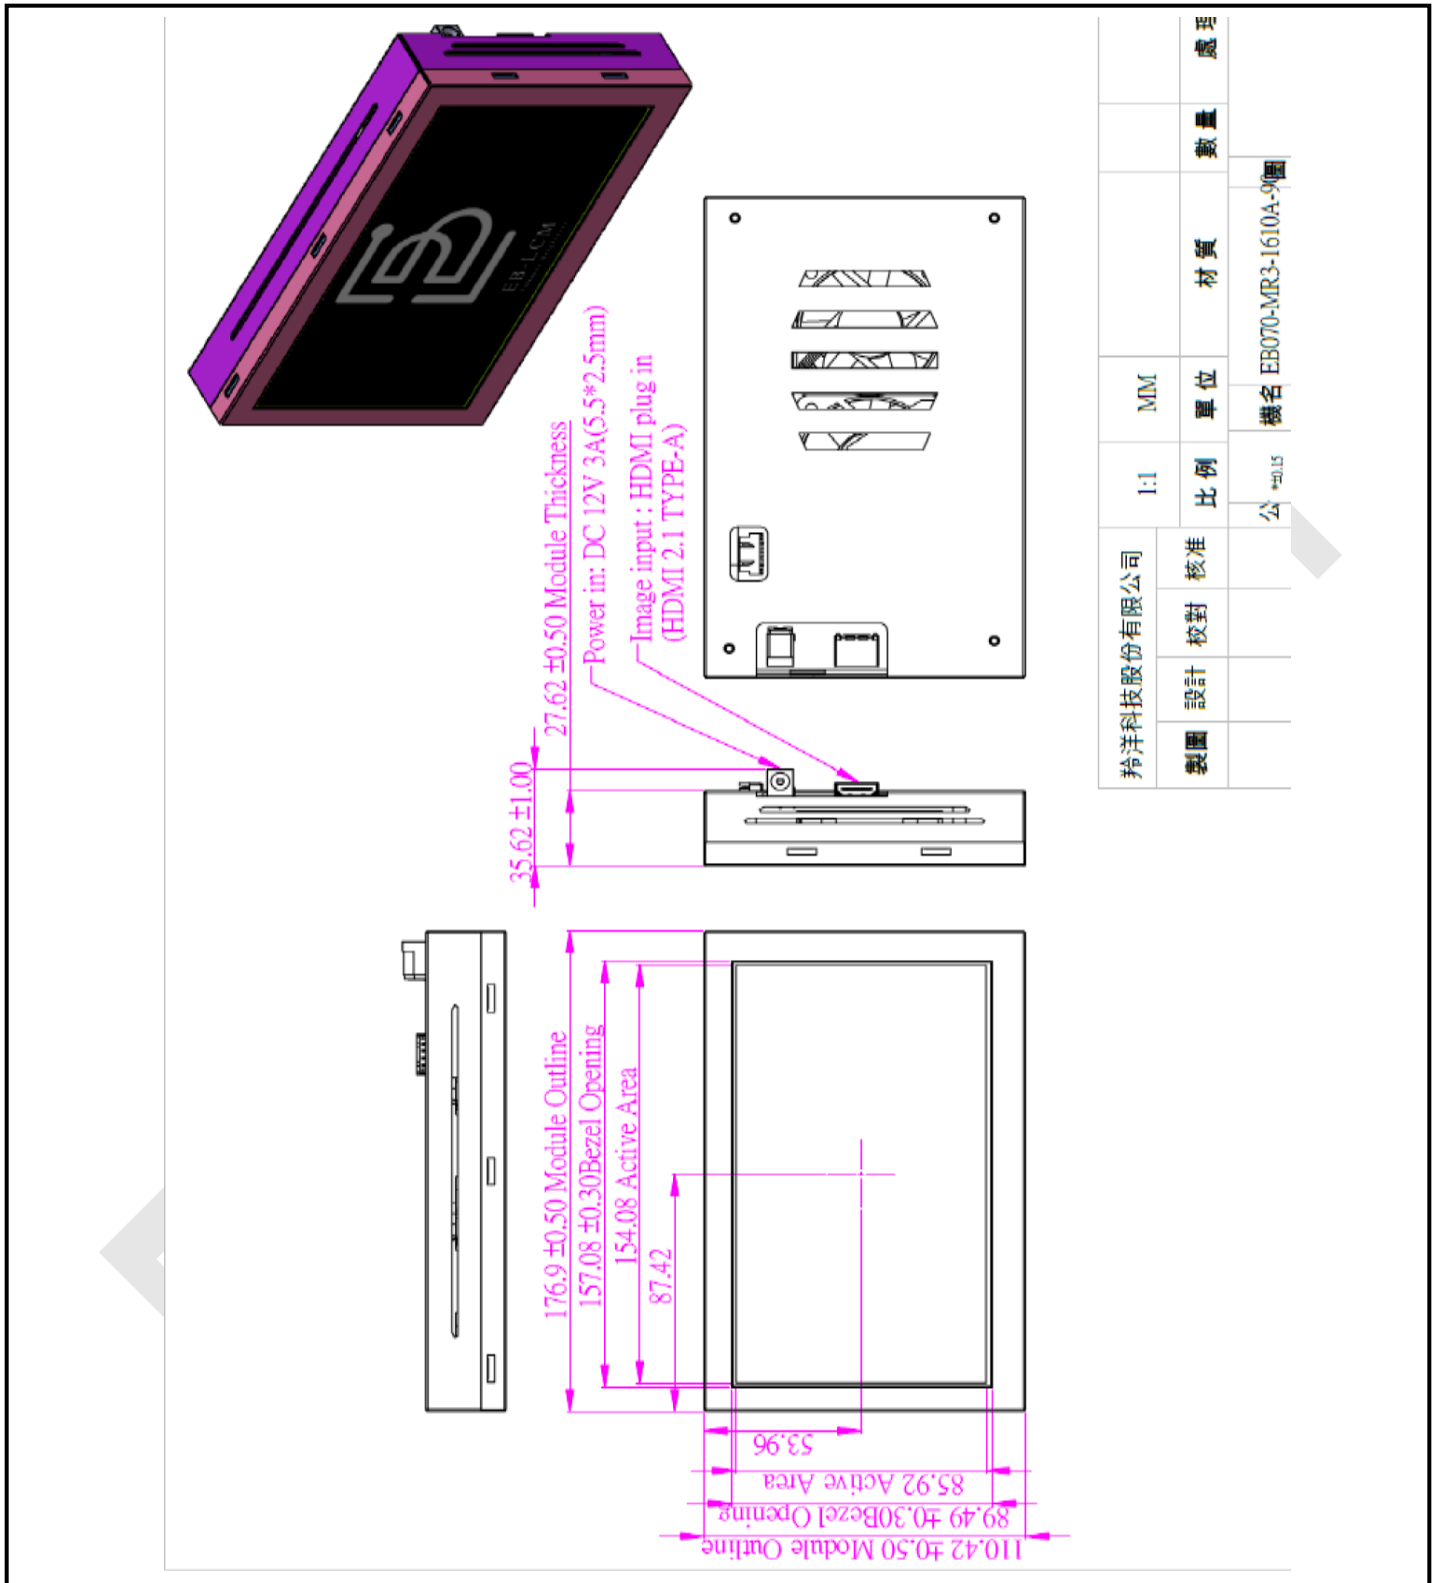 EB-LCM
27.62 ±0.50 Module Thickness
35.62 ±1.00
Power in: DC 12V 3A(5.5*2.5mm)
Image input : HDMI plug in
(HDMI 2.1 TYPE-A)
176.9 ±0.50 Module Outline
157.08 ±0.30Bezel Opening
154.08 Active Area
87.42
53.96
85.92 Active Area
89.49 ±0.30Bezel Opening
110.42 ±0.50 Module Outline
羚洋科技股份有限公司 1:1 MM
製圖 設計 校對 核准 比例 單位 材質 數量 處理
公 *±0.15 機名 EB070-MR3-1610A-90 圖